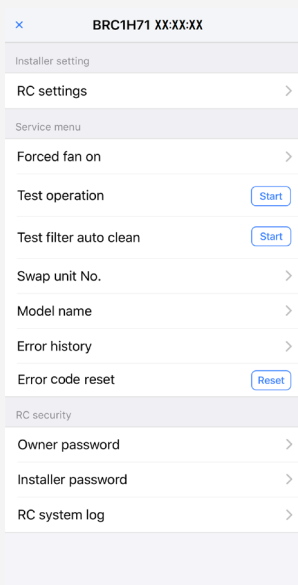 × BRC1H71 XX:XX:XX
Installer setting
RC settings
Service menu
Forced fan on
Test operation Start
Test filter auto clean Start
Swap unit No.
Model name
Error history
Error code reset Reset
RC security
Owner password
Installer password
RC system log